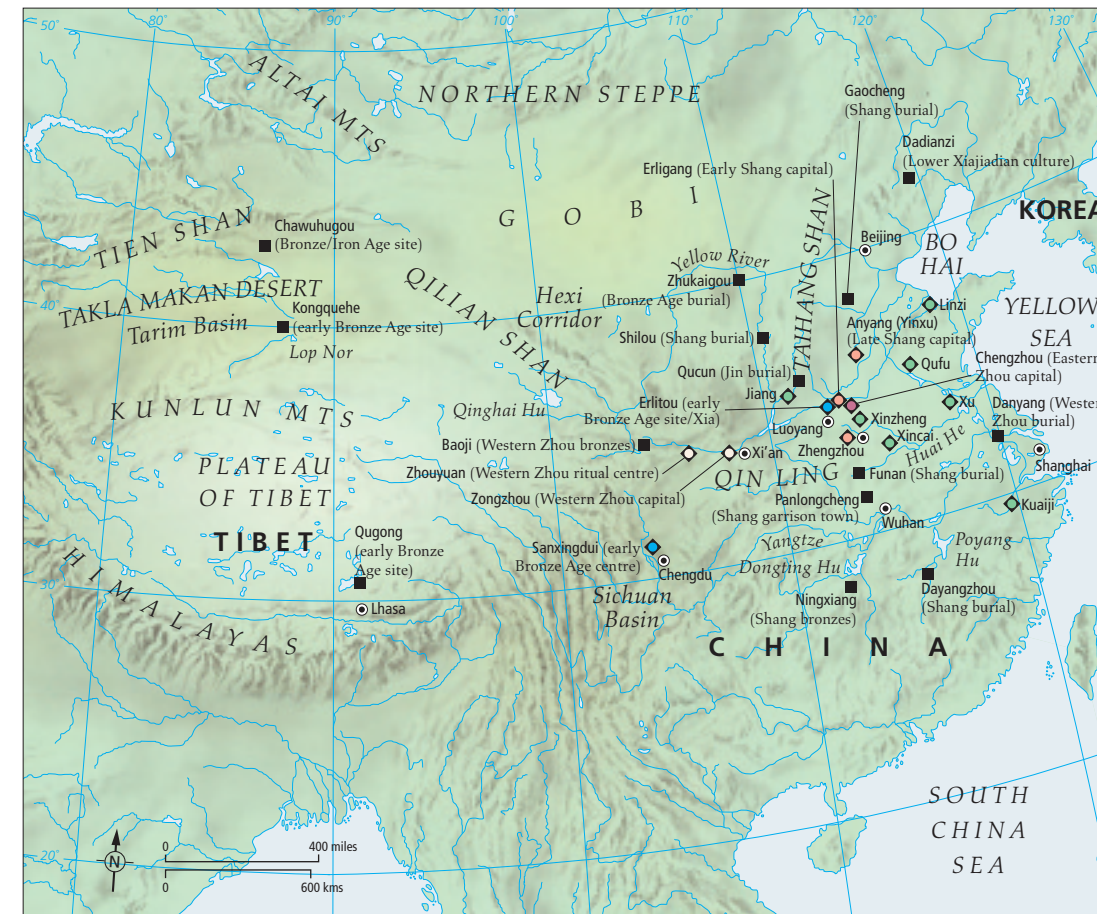 50°
80°
90°
100°
110°
120°
130°
ALTAI MTS
NORTHERN STEPPE
Gaocheng
(Shang burial)
Dadianzi
(Lower Xiajiadian culture)
Erligang (Early Shang capital)
KOREA
TIEN SHAN
Chawuhugou
(Bronze/Iron Age site)
GOBI
Beijing
BO
HAI
TAKLA MAKAN DESERT
Tarim Basin
40°
Kongquehe
(early Bronze Age site)
Lop Nor
QILIAN SHAN
Hexi
Corridor
Yellow River
Zhukaigou
(Bronze Age burial)
TAIHANG SHAN
Linzi
YELLOW
SEA
Shilou (Shang burial)
Anyang (Yinxu)
(Late Shang capital)
Qufu
Chengzhou (Eastern
Zhou capital)
Qucun (Jin burial)
Jiang
KUNLUN MTS
Qinghai Hu
Erlitou (early
Bronze Age site/Xia)
Luoyang
Xinzheng
Xu
Danyang (Western
Zhou burial)
Baoji (Western Zhou bronzes)
Xi'an
Zhengzhou
Xincai
Huai He
Shanghai
Zhouyuan (Western Zhou ritual centre)
PLATEAU
OF TIBET
QIN LING
Funan (Shang burial)
Zongzhou (Western Zhou capital)
Panlongcheng
(Shang garrison town)
Wuhan
Kuaiji
TIBET
Qugong
(early Bronze
Age site)
Sanxingdui (early
Bronze Age centre)
Chengdu
Yangtze
Dongting Hu
Poyang
Hu
HIMALAYAS
30°
Lhasa
Sichuan
Basin
Ningxiang
(Shang bronzes)
Dayangzhou
(Shang burial)
CHINA
SOUTH
CHINA
SEA
N
0
400 miles
0
600 kms
20°